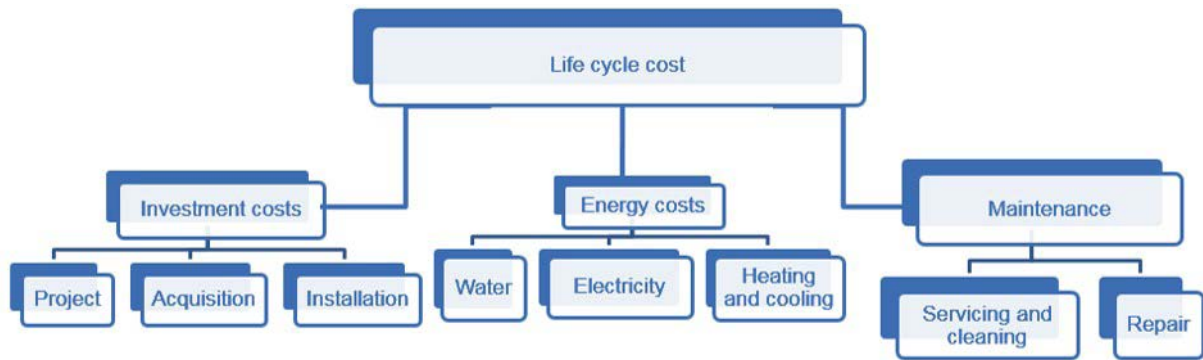 Life cycle cost
Investment costs
Energy costs
Maintenance
Project
Acquisition
Installation
Water
Electricity
Heating
and cooling
Servicing and
cleaning
Repair